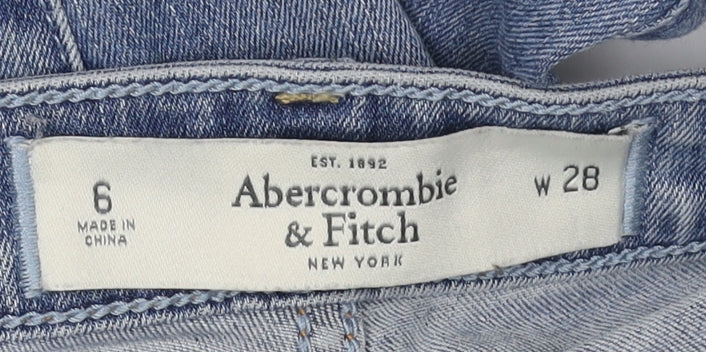 6
MADE IN
CHINA
EST. 1892
Abercrombie
& Fitch
NEW YORK
W 28